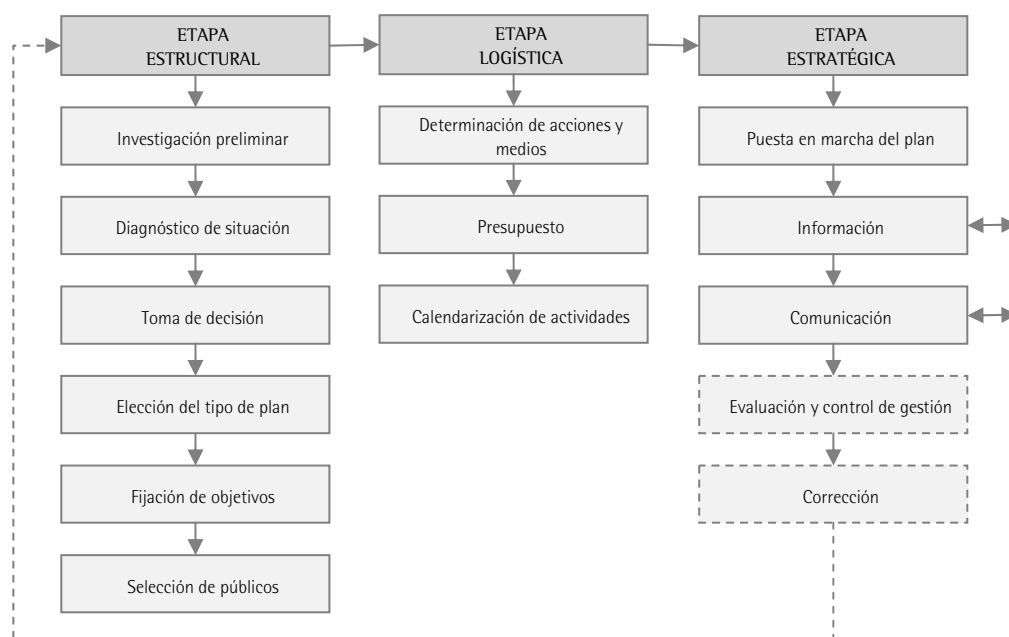 ETAPA
ESTRUCTURAL
Investigación preliminar
Diagnóstico de situación
Toma de decisión
Elección del tipo de plan
Fijación de objetivos
Selección de públicos
ETAPA
LOGÍSTICA
Determinación de acciones y
medios
Presupuesto
Calendarización de actividades
ETAPA
ESTRATÉGICA
Puesta en marcha del plan
Información
Comunicación
Evaluación y control de gestión
Corrección